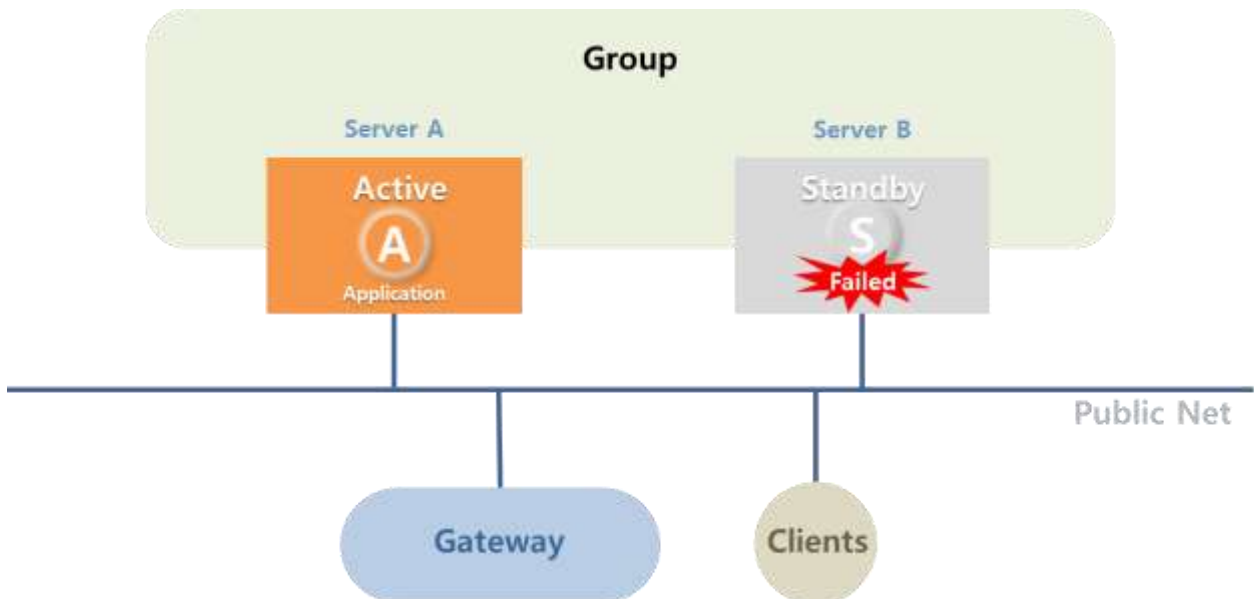 Group
Server A
Server B
Active
Standby
A
S
Failed
Application
Public Net
Gateway
Clients